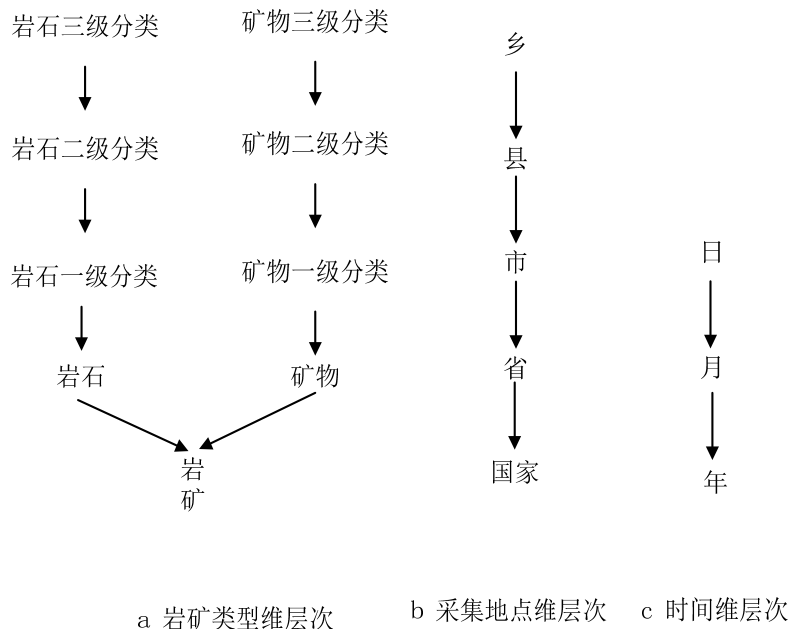 岩石三级分类
岩石二级分类
岩石一级分类
岩石
矿物三级分类
矿物二级分类
矿物一级分类
矿物
岩
矿
a 岩矿类型维层次
乡
县
市
省
国家
b 采集地点维层次
日
月
年
c 时间维层次